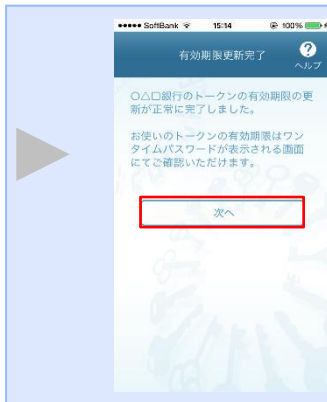 ●●●●● SoftBank 15:14 100%
有効期限更新完了
?
ヘルプ
○△□銀行のトークンの有効期限の更
新が正常に完了しました。
お使いのトークンの有効期限はワン
タイムパスワードが表示される画面
にてご確認いただけます。
次へ